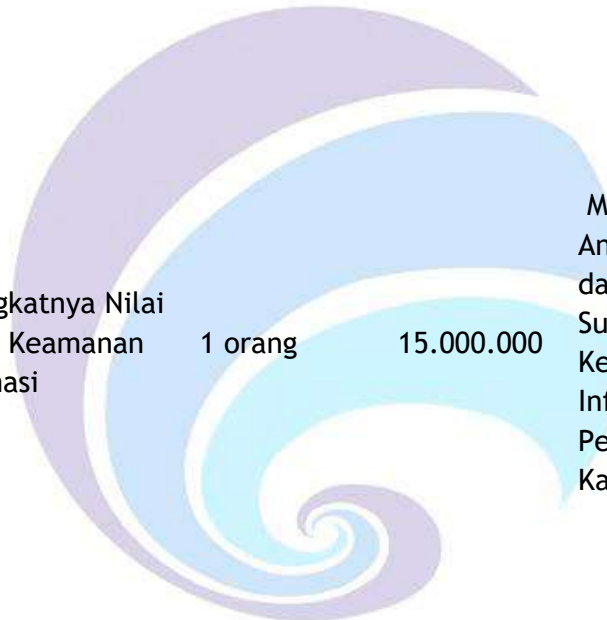 gkatnya Nilai
Keamanan
nasi
1 orang
15.000.000
M
An
da
Su
Ke
Inf
Pe
Ka